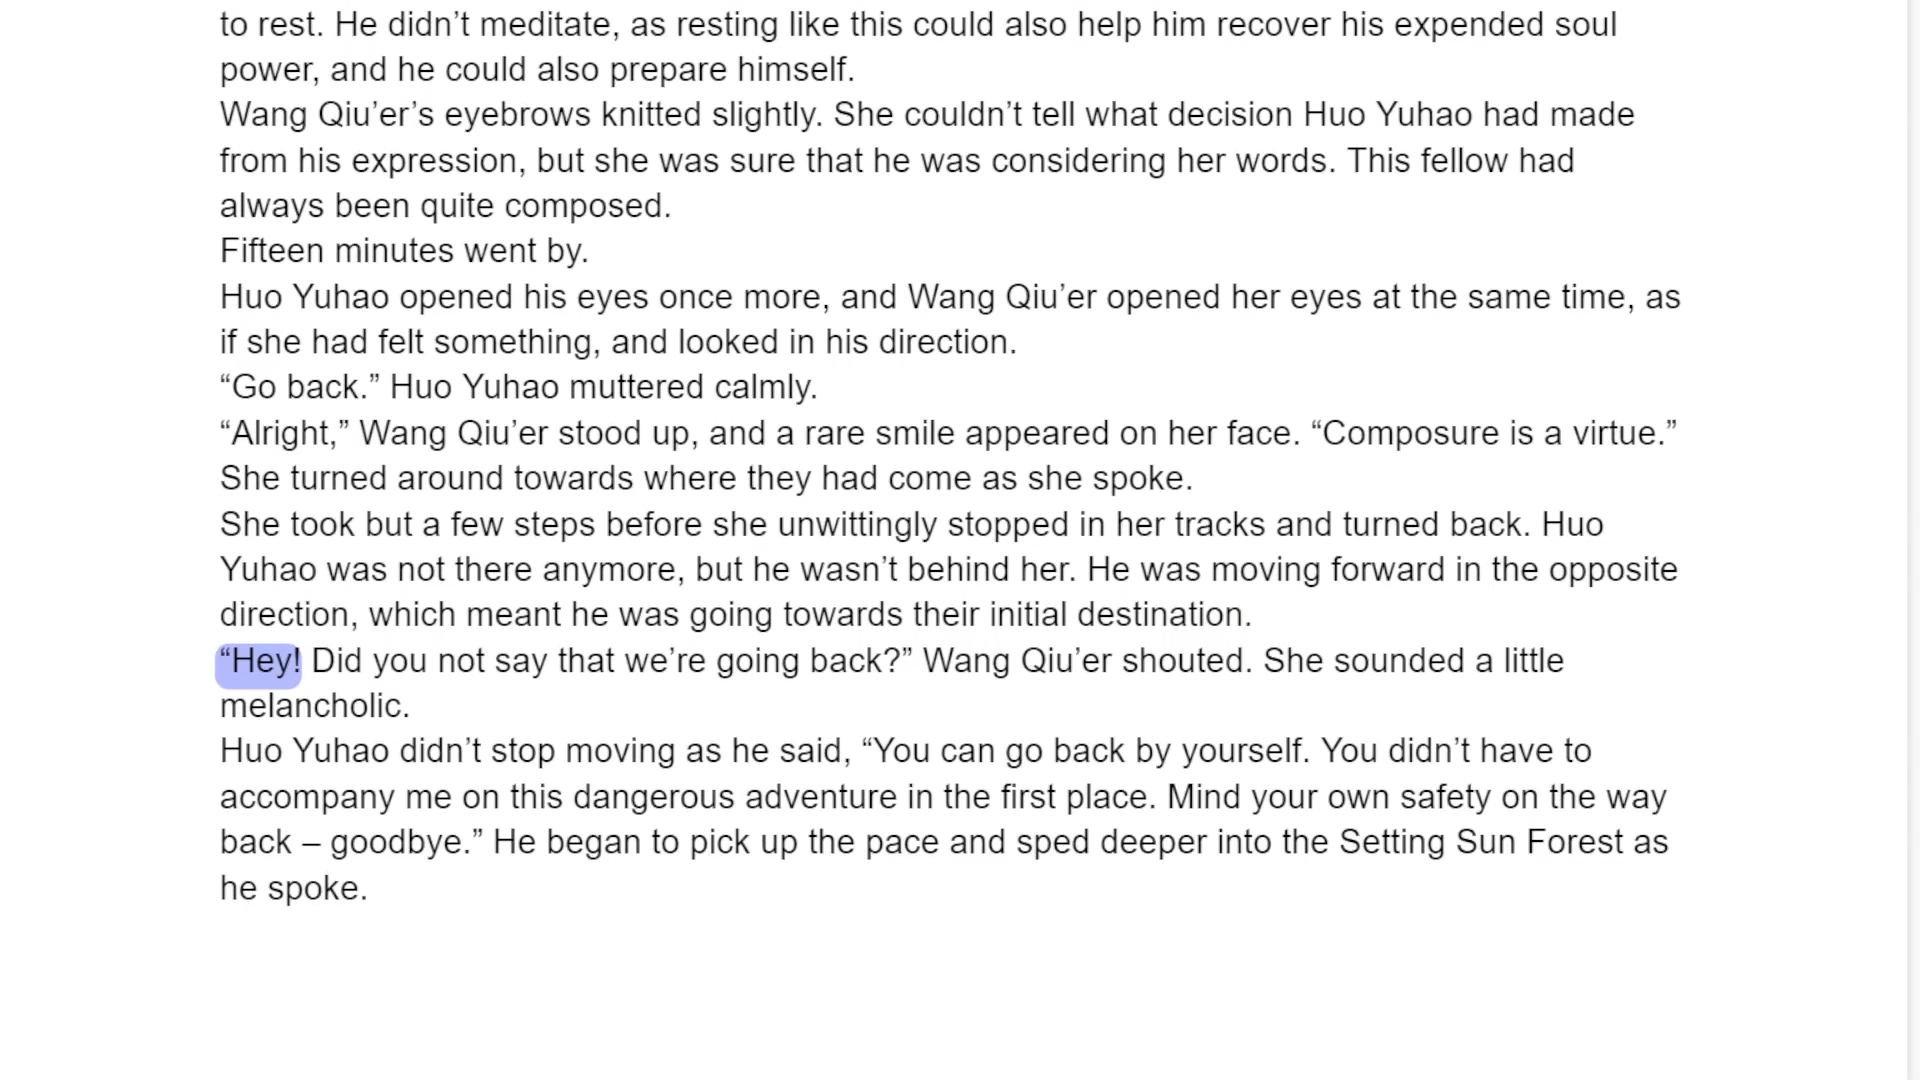 to rest. He didn’t meditate, as resting like this could also help him recover his expended soul
power, and he could also prepare himself.
Wang Qiu’er’s eyebrows knitted slightly. She couldn’t tell what decision Huo Yuhao had made
from his expression, but she was sure that he was considering her words. This fellow had
always been quite composed.
Fifteen minutes went by.
Huo Yuhao opened his eyes once more, and Wang Qiu’er opened her eyes at the same time, as
if she had felt something, and looked in his direction.
“Go back.” Huo Yuhao muttered calmly.
“Alright,” Wang Qiu’er stood up, and a rare smile appeared on her face. “Composure is a virtue.”
She turned around towards where they had come as she spoke.
She took but a few steps before she unwittingly stopped in her tracks and turned back. Huo
Yuhao was not there anymore, but he wasn’t behind her. He was moving forward in the opposite
direction, which meant he was going towards their initial destination.
“Hey! Did you not say that we’re going back?” Wang Qiu’er shouted. She sounded a little
melancholic.
Huo Yuhao didn’t stop moving as he said, “You can go back by yourself. You didn’t have to
accompany me on this dangerous adventure in the first place. Mind your own safety on the way
back – goodbye.” He began to pick up the pace and sped deeper into the Setting Sun Forest as
he spoke.